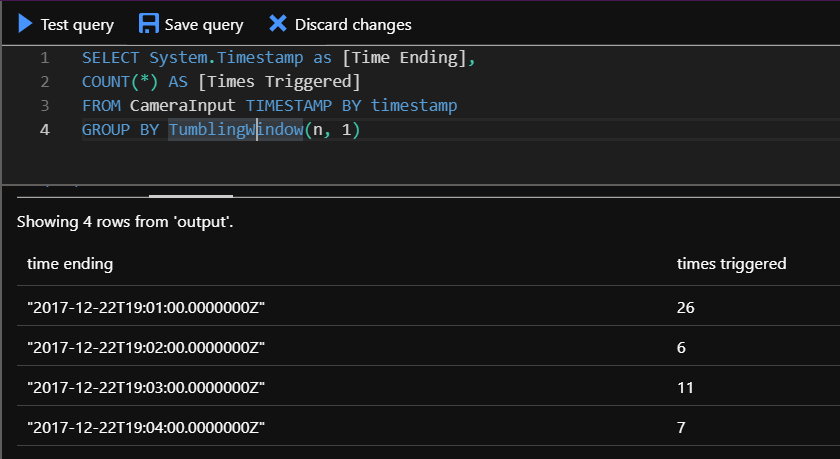 Test query Save query Discard changes
1 SELECT System.Timestamp as [Time Ending],
2 COUNT(*) AS [Times Triggered]
3 FROM CameraInput TIMESTAMP BY timestamp
4 GROUP BY TumblingWindow(n, 1)
Showing 4 rows from 'output'.
time ending times triggered
"2017-12-22T19:01:00.0000000Z" 26
"2017-12-22T19:02:00.0000000Z" 6
"2017-12-22T19:03:00.0000000Z" 11
"2017-12-22T19:04:00.0000000Z" 7